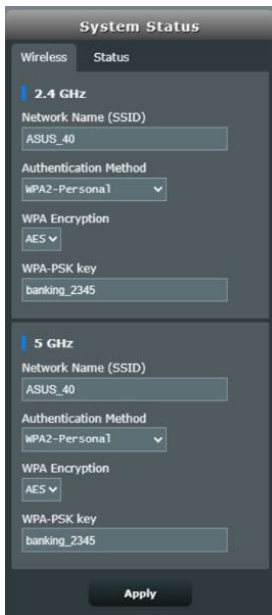 System Status
Wireless Status
2.4 GHz
Network Name (SSID)
ASUS_40
Authentication Method
WPA2-Personal
WPA Encryption
AES
WPA-PSK key
banking_2345
5 GHz
Network Name (SSID)
ASUS_40
Authentication Method
WPA2-Personal
WPA Encryption
AES
WPA-PSK key
banking_2345
Apply